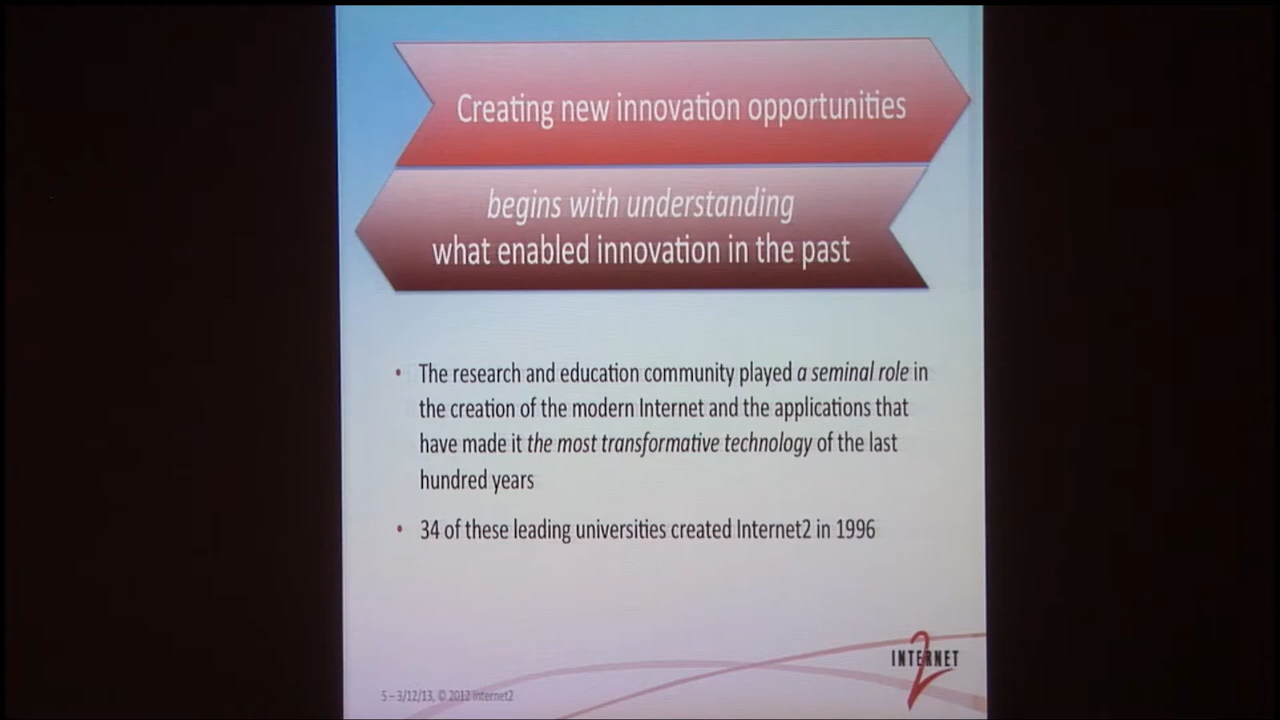 Creating new innovation opportunities
begins with understanding
what enabled innovation in the past
• The research and education community played a seminal role in
the creation of the modern Internet and the applications that
have made it the most transformative technology of the last
hundred years
• 34 of these leading universities created Internet2 in 1996
INTERNET
2
5 – 3/12/13, © 2012 Internet2